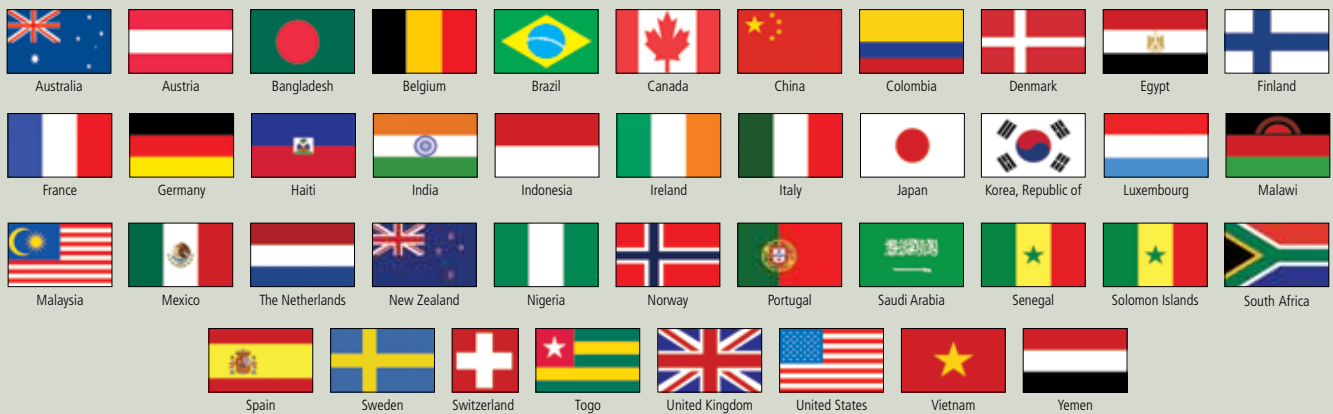 Australia
Austria
Bangladesh
Belgium
Brazil
Canada
China
Colombia
Denmark
Egypt
Finland
France
Germany
Haiti
India
Indonesia
Ireland
Italy
Japan
Korea, Republic of
Luxembourg
Malawi
Malaysia
Mexico
The Netherlands
New Zealand
Nigeria
Norway
Portugal
Saudi Arabia
Senegal
Solomon Islands
South Africa
Spain
Sweden
Switzerland
Togo
United Kingdom
United States
Vietnam
Yemen